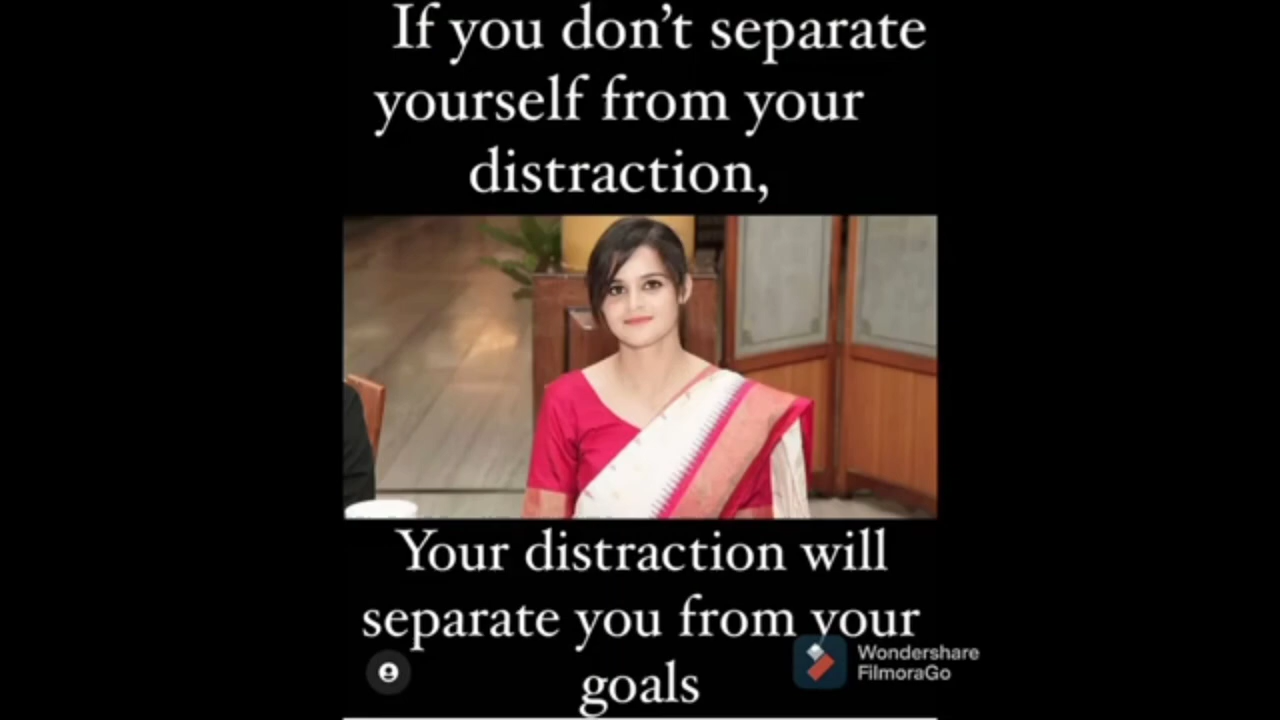 If you don’t separate
yourself from your
distraction,
Your distraction will
separate you from your
goals
Wondershare
FilmoraGo